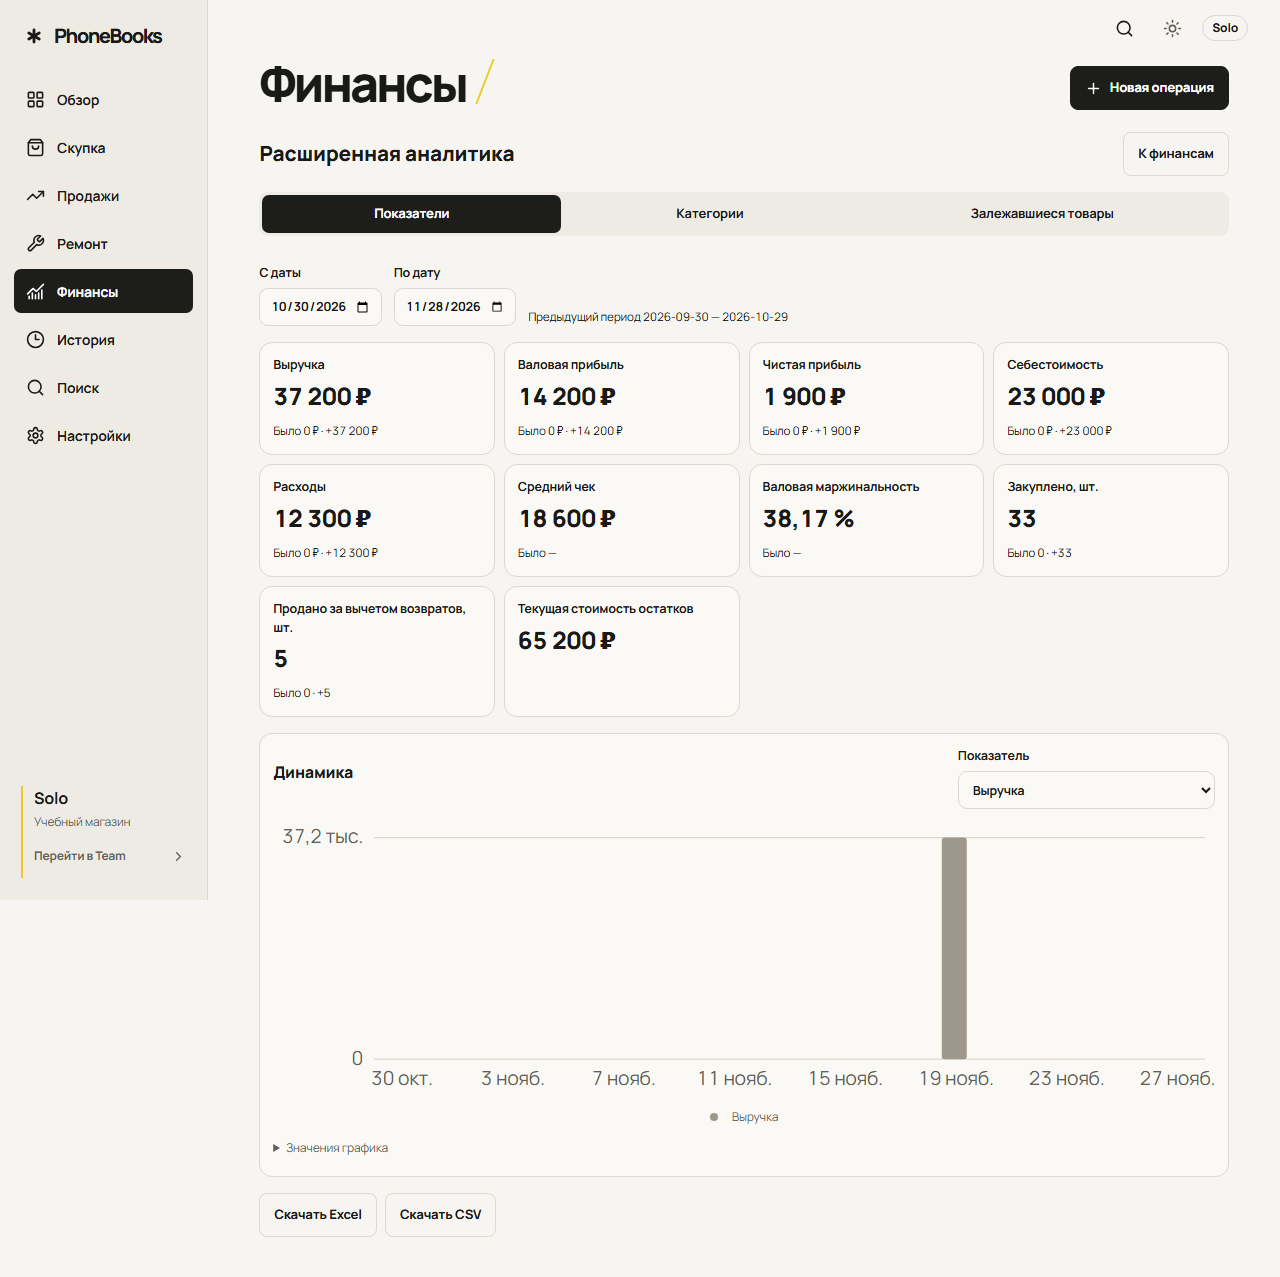 PhoneBooks
Обзор
Скупка
Продажи
Ремонт
Финансы
История
Поиск
Настройки
Solo
Учебный магазин
Перейти в Team
Solo
Финансы
Новая операция
Расширенная аналитика
К финансам
Показатели
Категории
Залежавшиеся товары
С даты
По дату
10/30/2026
11/28/2026
Предыдущий период 2026-09-30 — 2026-10-29
Выручка
37 200 ₽
Было 0 ₽ · +37 200 ₽
Валовая прибыль
14 200 ₽
Было 0 ₽ · +14 200 ₽
Чистая прибыль
1 900 ₽
Было 0 ₽ · +1 900 ₽
Себестоимость
23 000 ₽
Было 0 ₽ · +23 000 ₽
Расходы
12 300 ₽
Было 0 ₽ · +12 300 ₽
Средний чек
18 600 ₽
Было —
Валовая маржинальность
38,17 %
Было —
Закуплено, шт.
33
Было 0 · +33
Продано за вычетом возвратов,
шт.
5
Было 0 · +5
Текущая стоимость остатков
65 200 ₽
Динамика
Показатель
Выручка
37,2 тыс.
0
30 окт.
3 нояб.
7 нояб.
11 нояб.
15 нояб.
19 нояб.
23 нояб.
27 нояб.
Выручка
Значения графика
Скачать Excel
Скачать CSV